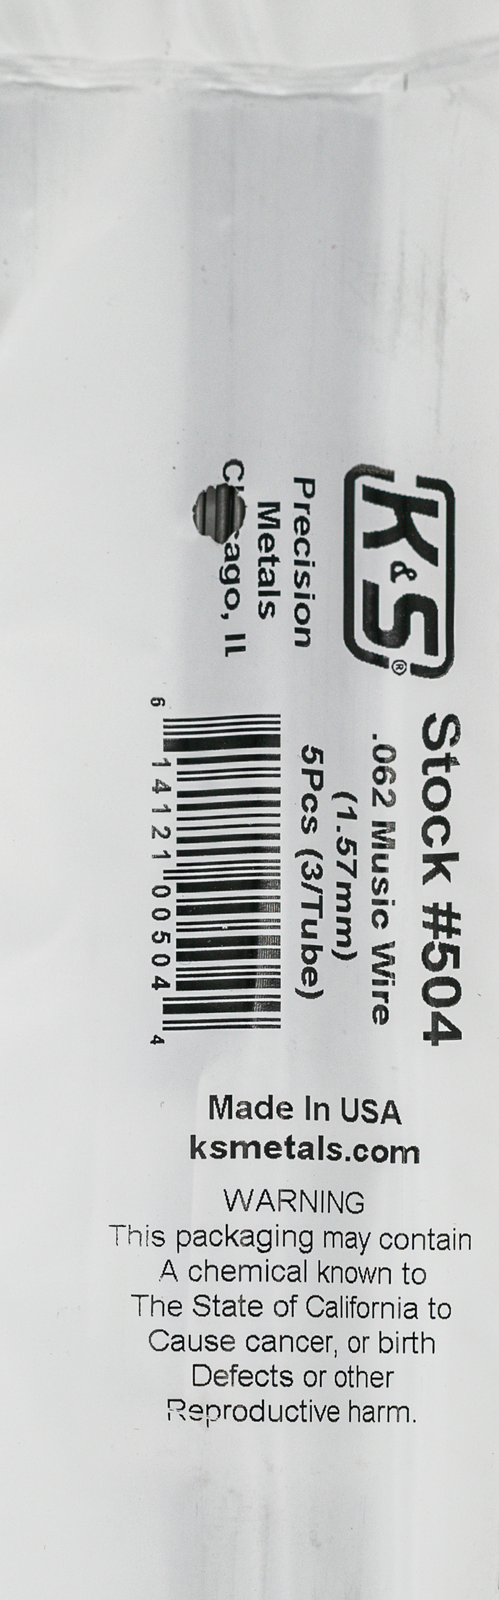 K&S®
Precision
Metals
IL
Stock #504
.062 Music Wire
(1.57mm)
5Pcs (3/Tube)
6 14121 00504 4
Made In USA
ksmetals.com
WARNING
This packaging may contain
A chemical known to
The State of California to
Cause cancer, or birth
Defects or other
Reproductive harm.